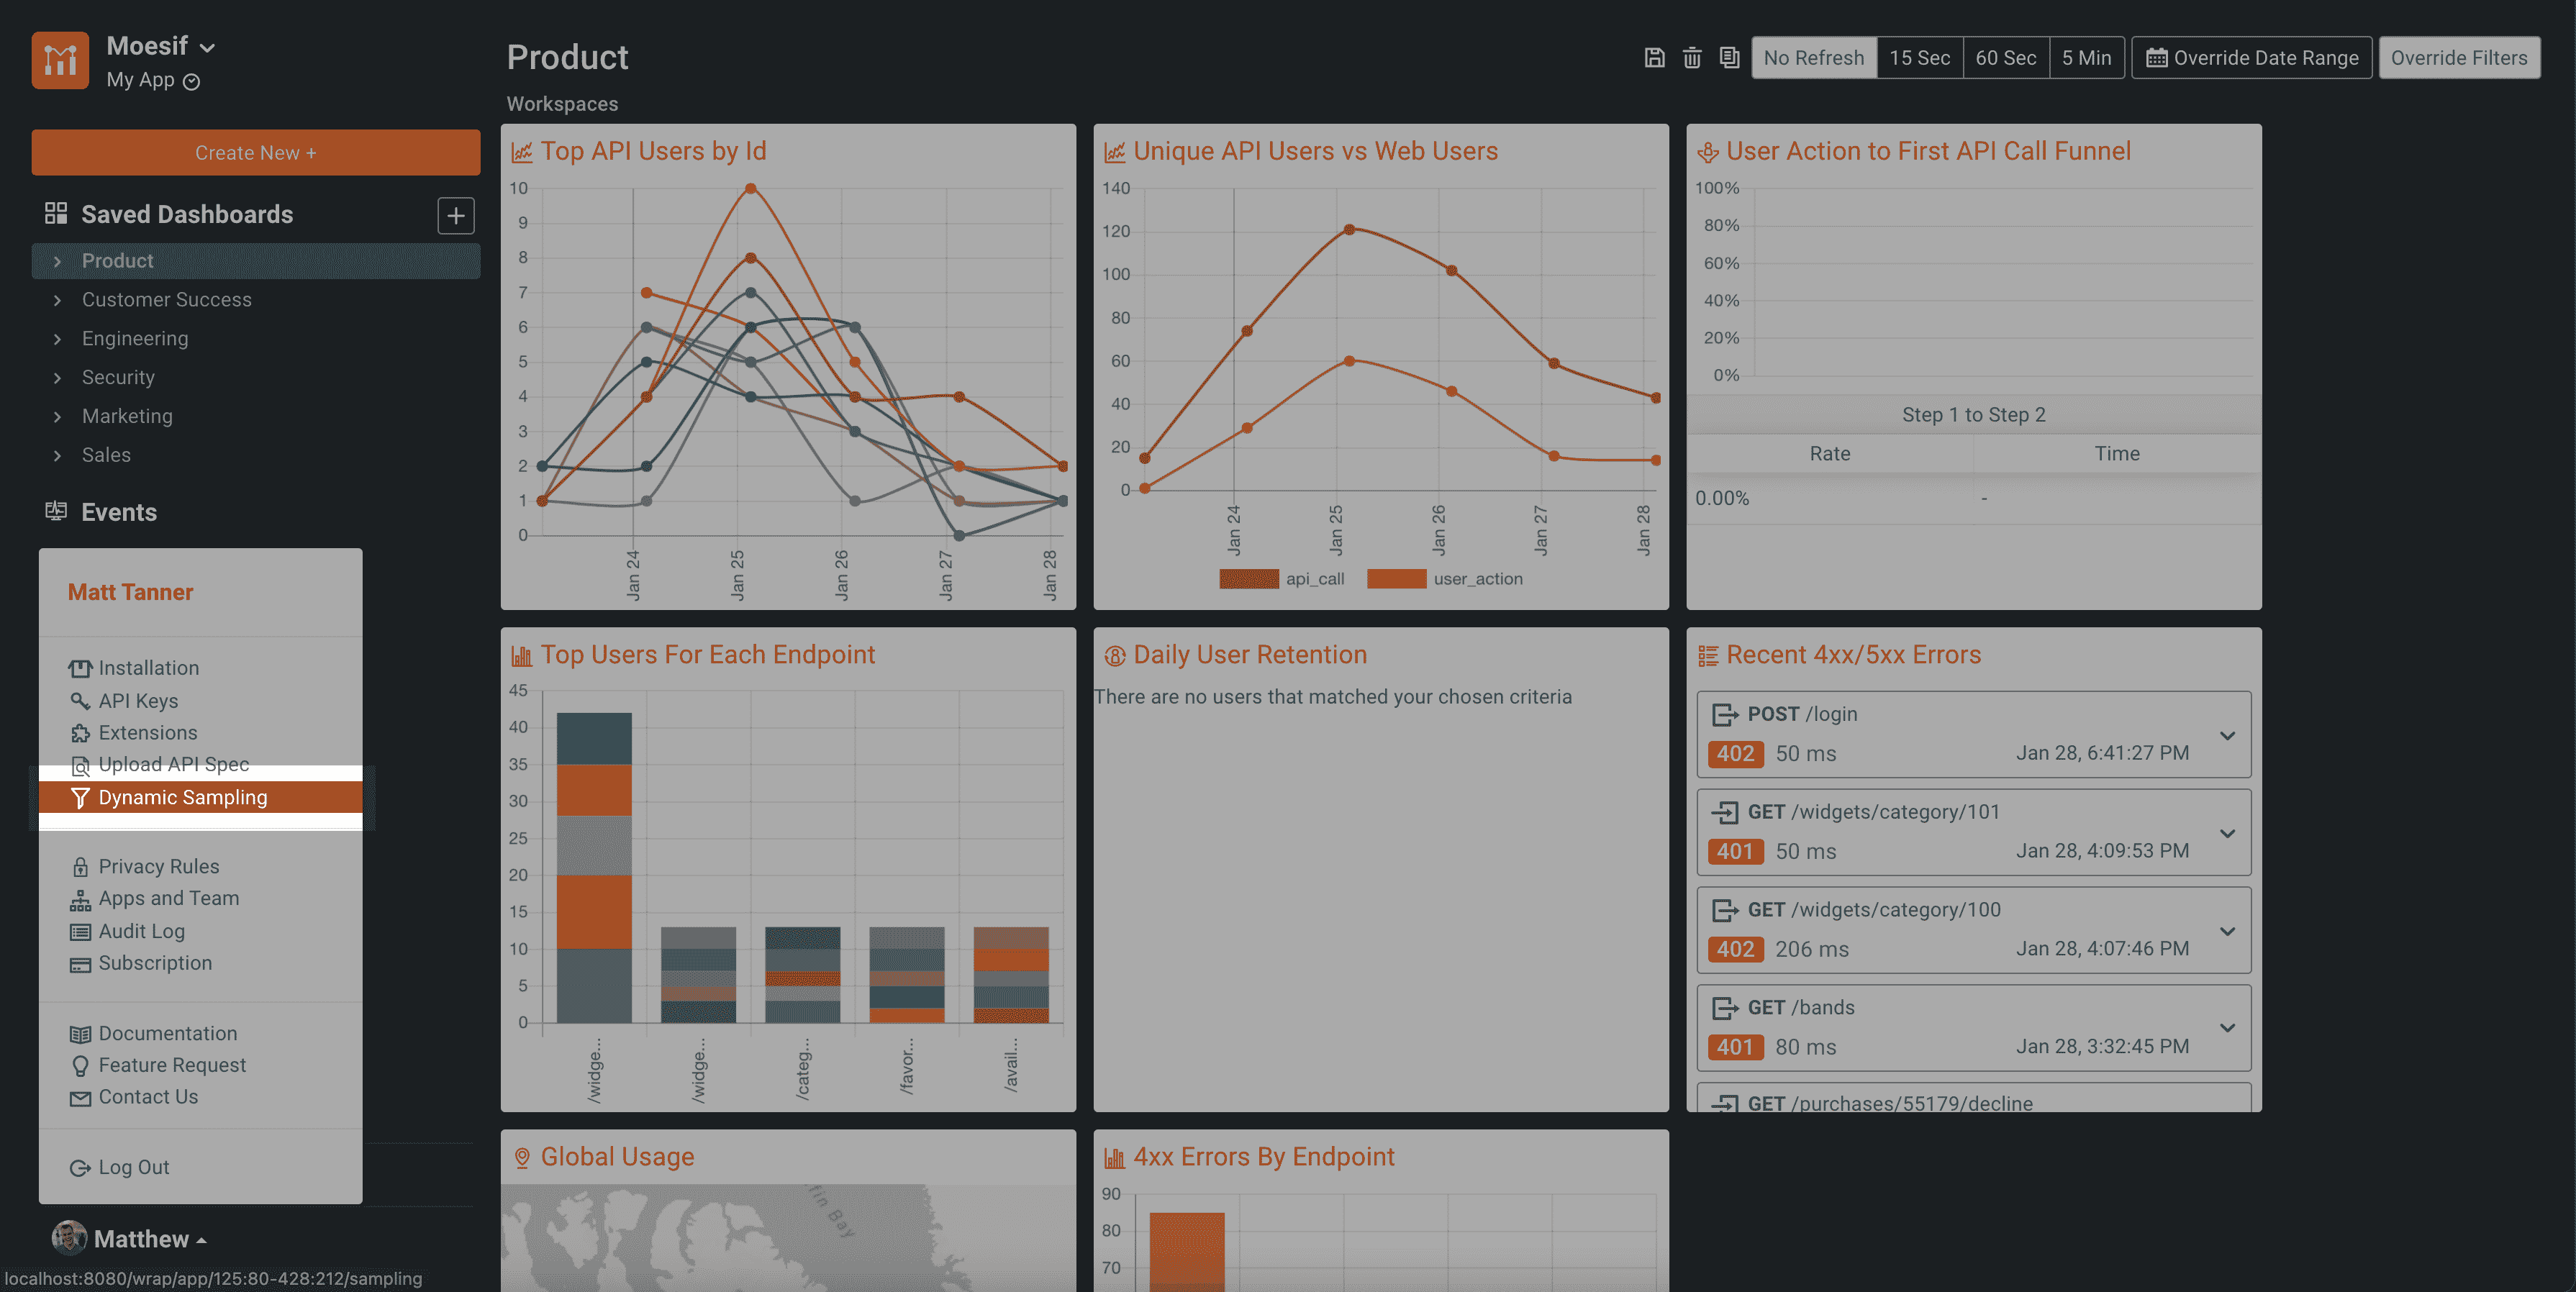 Moesif
My App
Create New +
Saved Dashboards
Product
Customer Success
Engineering
Security
Marketing
Sales
Events
Matt Tanner
Installation
API Keys
Extensions
Upload API Spec
Dynamic Sampling
Privacy Rules
Apps and Team
Audit Log
Subscription
Documentation
Feature Request
Contact Us
Log Out
Matthew
localhost:8080/wrap/app/125:80-428:212/sampling
Product
No Refresh 15 Sec 60 Sec 5 Min Override Date Range Override Filters
Workspaces
Top API Users by Id
10
9
8
7
6
5
4
3
2
1
0
Jan 24 Jan 25 Jan 26 Jan 27 Jan 28
Unique API Users vs Web Users
140
120
100
80
60
40
20
0
Jan 24 Jan 25 Jan 26 Jan 27 Jan 28
api_call user_action
User Action to First API Call Funnel
100%
80%
60%
40%
20%
0%
Step 1 to Step 2
Rate Time
0.00% -
Top Users For Each Endpoint
45
40
35
30
25
20
15
10
5
0
/widge... /widge... /categ... /favor... /avail...
Daily User Retention
There are no users that matched your chosen criteria
Recent 4xx/5xx Errors
POST /login
402 50 ms Jan 28, 6:41:27 PM
GET /widgets/category/101
401 50 ms Jan 28, 4:09:53 PM
GET /widgets/category/100
402 206 ms Jan 28, 4:07:46 PM
GET /bands
401 80 ms Jan 28, 3:32:45 PM
GET /purchases/55179/decline
Global Usage
fin Bay
4xx Errors By Endpoint
90
80
70